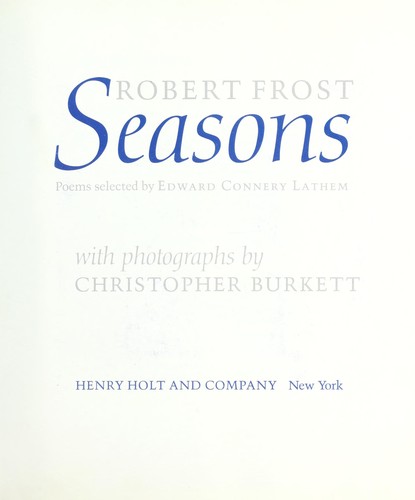 ROBERT FROST
Seasons
Poems selected by EDWARD CONNERY LATHEM
with photographs by
CHRISTOPHER BURKETT
HENRY HOLT AND COMPANY New York